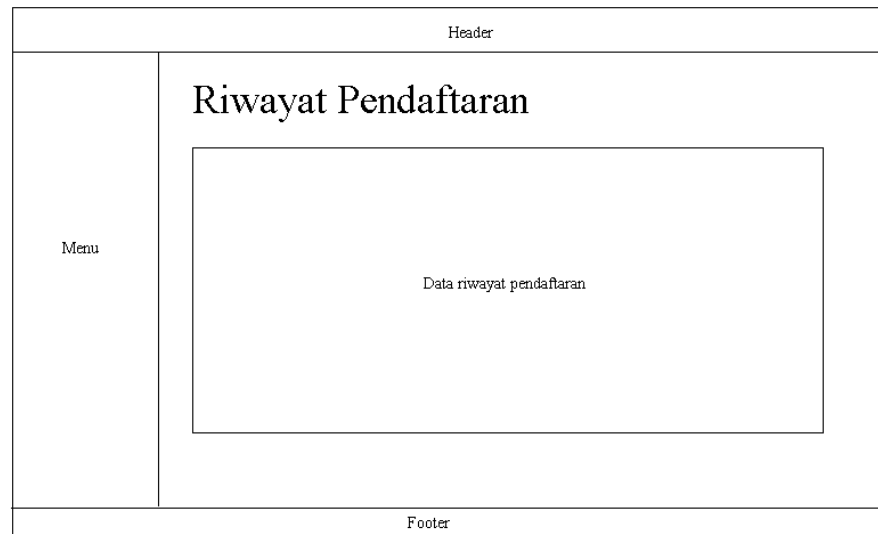 Header
Riwayat Pendaftaran
Menu
Data riwayat pendaftaran
Footer